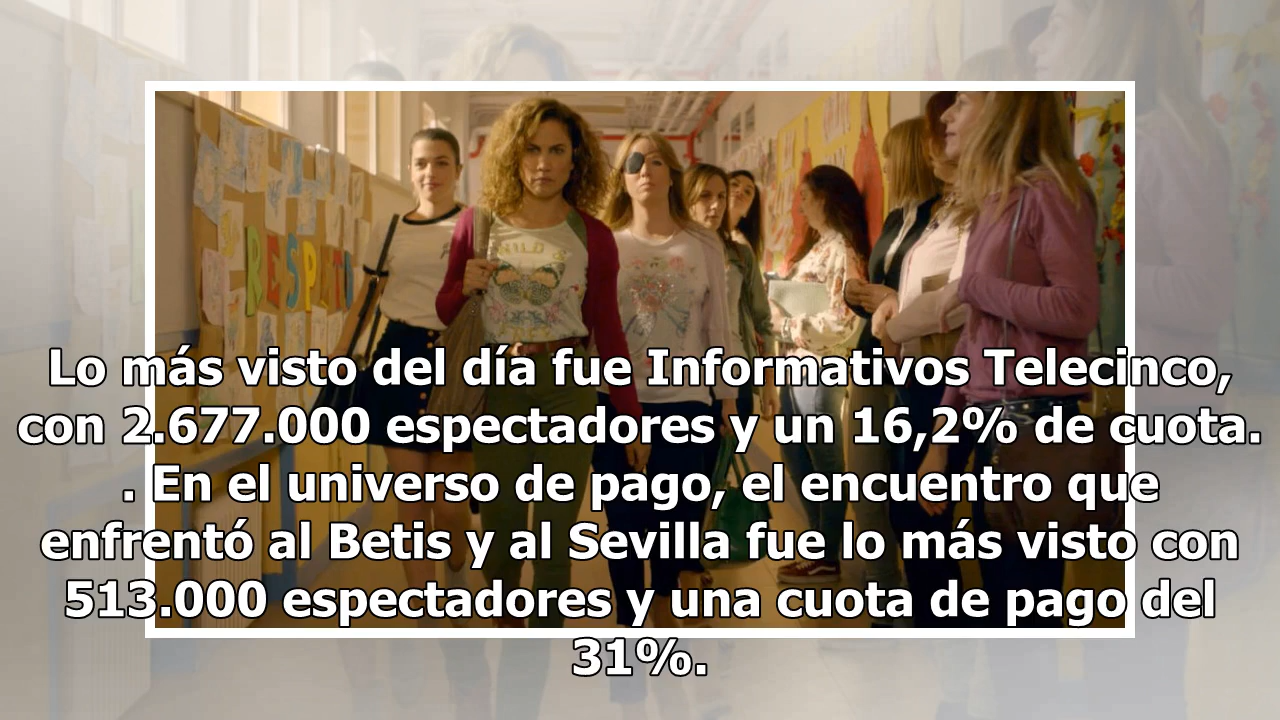 RESPETO
WILD &
Lo más visto del día fue Informativos Telecinco,
con 2.677.000 espectadores y un 16,2% de cuota.
. En el universo de pago, el encuentro que
enfrentó al Betis y al Sevilla fue lo más visto con
513.000 espectadores y una cuota de pago del
31%.